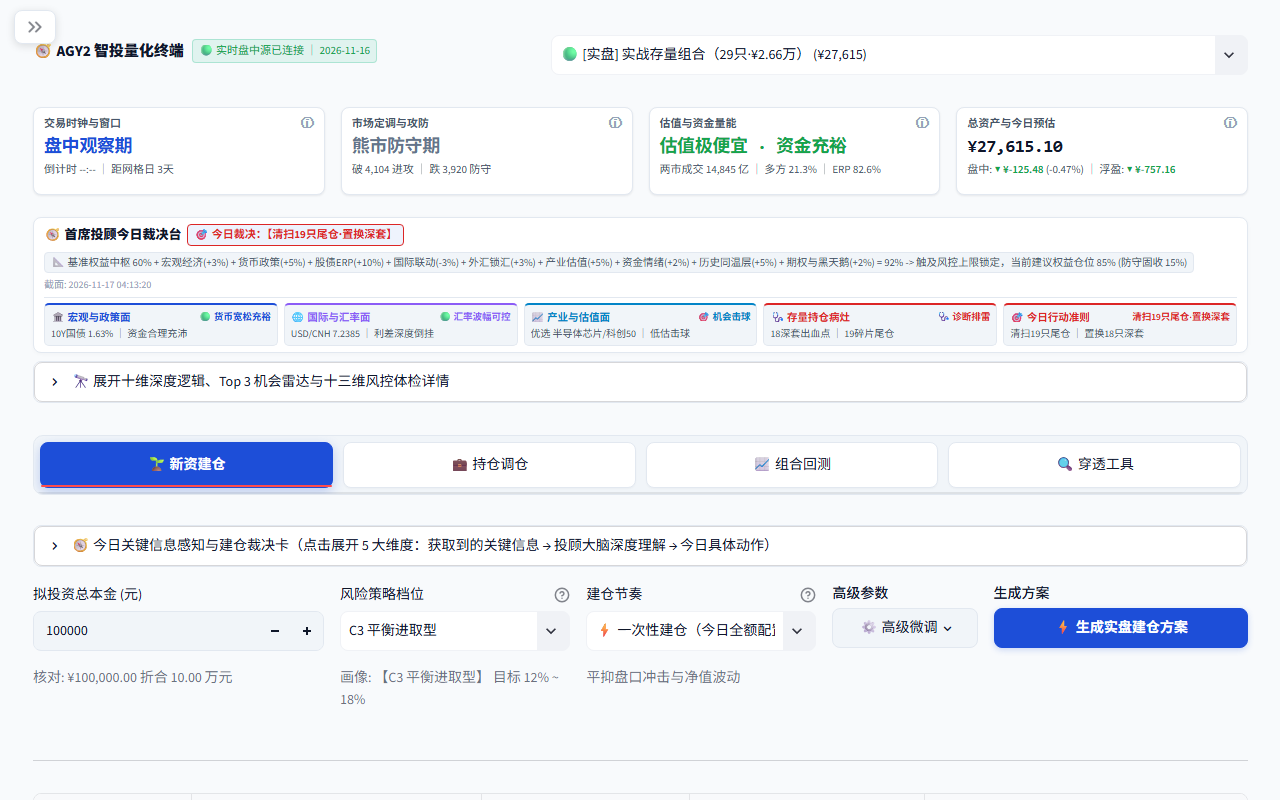 AGY2 智投量化终端
实时盘中源已连接 | 2026-11-16
[实盘] 实战存量组合（29只·¥2.66万） (¥27,615)
交易时钟与窗口
盘中观察期
倒计时 --:-- | 距网格日 3天
市场定调与攻防
熊市防守期
破 4,104 进攻 | 跌 3,920 防守
估值与资金量能
估值极便宜 · 资金充裕
两市成交 14,845 亿 | 多方 21.3% | ERP 82.6%
总资产与今日预估
¥27,615.10
盘中: ▼¥-125.48 (-0.47%) | 浮盈: ▼¥-757.16
首席投顾今日裁决台
今日裁决:【清扫19只尾仓·置换深套】
基准权益中枢 60% + 宏观经济(+3%) + 货币政策(+5%) + 股债ERP(+10%) + 国际联动(-3%) + 外汇锁汇(+3%) + 产业估值(+5%) + 资金情绪(+2%) + 历史同温层(+5%) + 期权与黑天鹅(+2%) = 92% -> 触及风控上限锁定，当前建议权益仓位 85% (防守固收 15%)
截面: 2026-11-17 04:13:20
宏观与政策面
货币宽松充裕
10Y国债 1.63% | 资金合理充沛
国际与汇率面
汇率波幅可控
USD/CNH 7.2385 | 利差深度倒挂
产业与估值面
机会击球
优选 半导体芯片/科创50 | 低估击球
存量持仓病灶
诊断排雷
18深套出血点 | 19碎片尾仓
今日行动准则
清扫19只尾仓·置换深套
清扫19只尾仓 | 置换18只深套
展开十维深度逻辑、Top 3 机会雷达与十三维风控体检详情
新资建仓
持仓调仓
组合回测
穿透工具
今日关键信息感知与建仓裁决卡（点击展开 5 大维度：获取到的关键信息 → 投顾大脑深度理解 → 今日具体动作）
拟投资总本金 (元)
风险策略档位
建仓节奏
高级参数
生成方案
100000
C3 平衡进取型
一次性建仓（今日全额配置
高级微调
生成实盘建仓方案
核对: ¥100,000.00 折合 10.00 万元
画像: 【C3 平衡进取型】 目标 12% ~
18%
平抑盘口冲击与净值波动